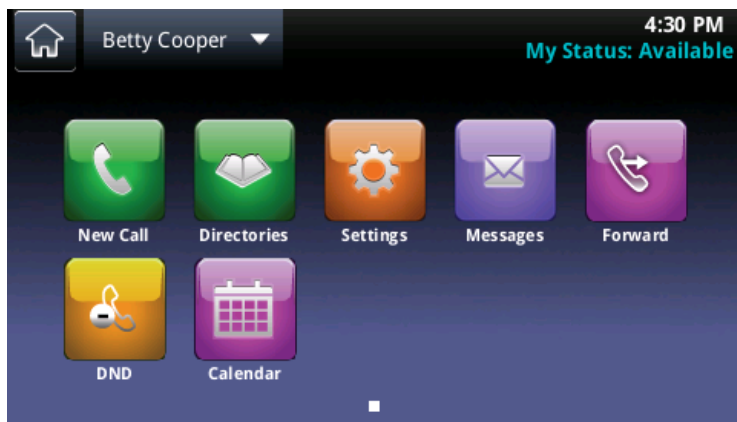 Betty Cooper
4:30 PM
My Status: Available
New Call Directories Settings Messages Forward
DND Calendar